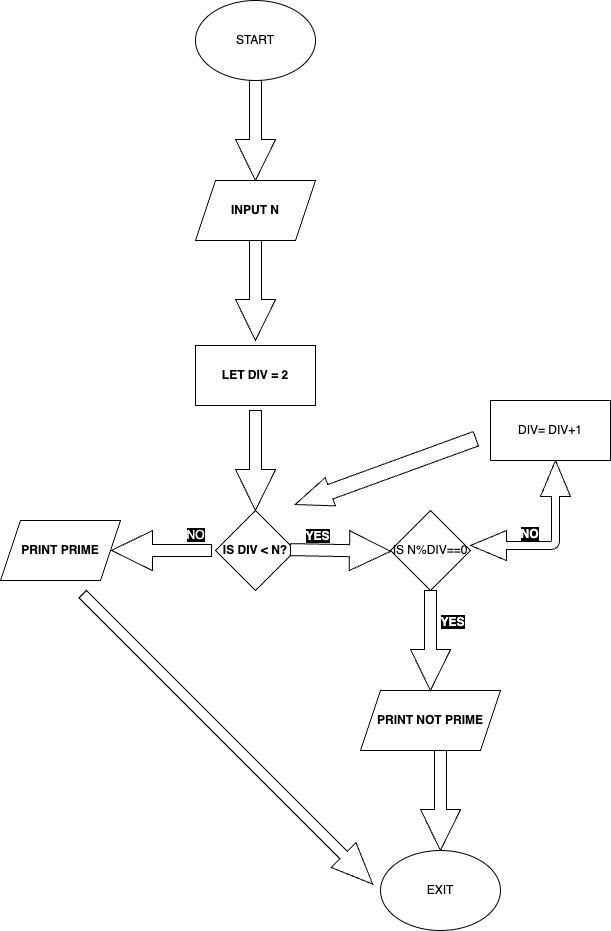 START
INPUT N
LET DIV = 2
DIV= DIV+1
NO
YES
NO
PRINT PRIME
IS DIV < N?
IS N%DIV==0
YES
PRINT NOT PRIME
EXIT